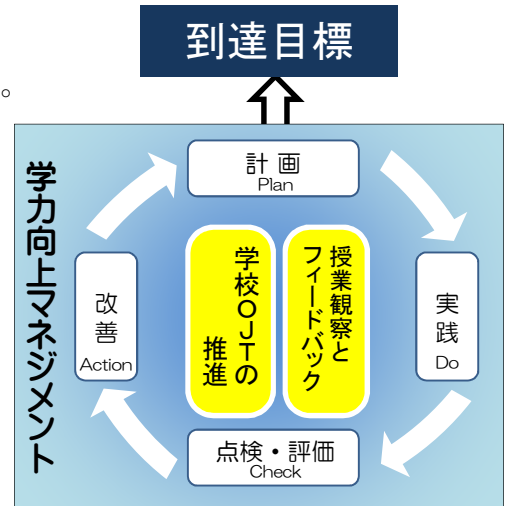 到達目標
。
学力向上マネジメント
計画
Plan
授業観察と
フィードバック
学校OJTの
推進
改善
Action
実践
Do
点検・評価
Check